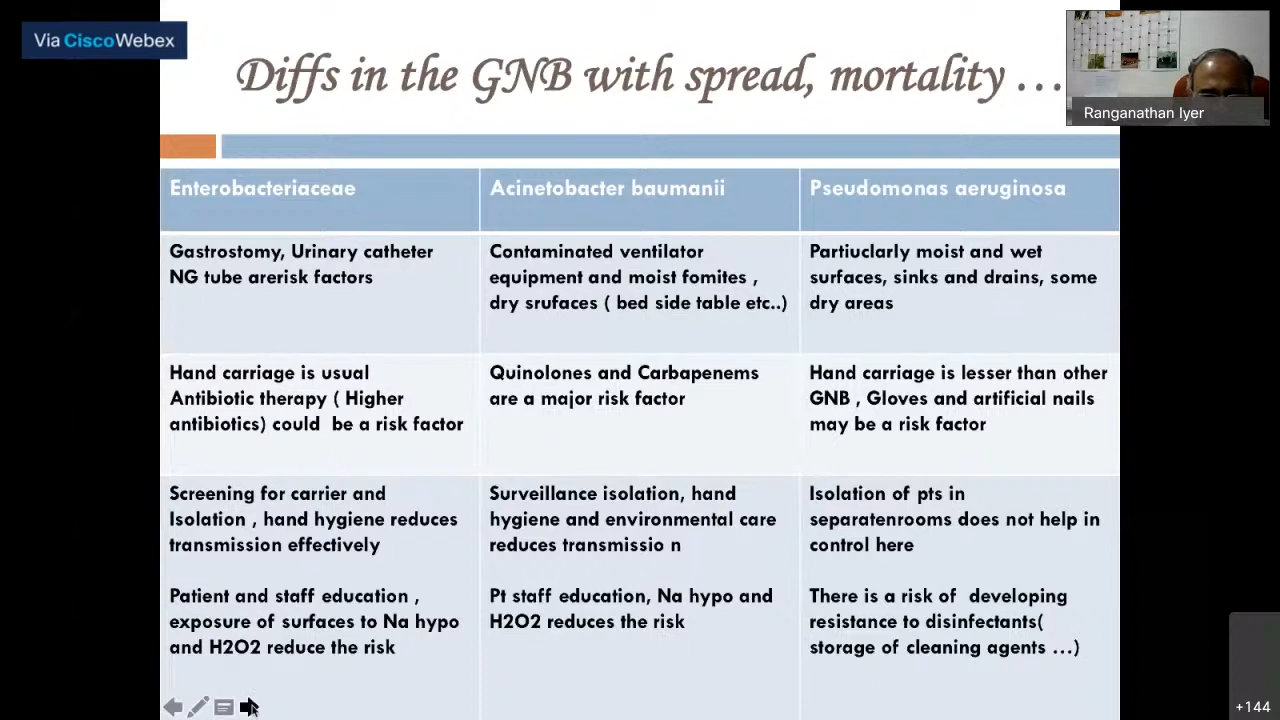 Via CiscoWebex
Diffs in the GNB with spread, mortality ...
Ranganathan Iyer
Enterobacteriaceae
Acinetobacter baumanii
Pseudomonas aeruginosa
Gastrostomy, Urinary catheter
NG tube arerisk factors
Contaminated ventilator
equipment and moist fomites ,
dry srufaces ( bed side table etc..)
Partiuclarly moist and wet
surfaces, sinks and drains, some
dry areas
Hand carriage is usual
Antibiotic therapy ( Higher
antibiotics) could be a risk factor
Quinolones and Carbapenems
are a major risk factor
Hand carriage is lesser than other
GNB , Gloves and artificial nails
may be a risk factor
Screening for carrier and
Isolation , hand hygiene reduces
transmission effectively
Patient and staff education ,
exposure of surfaces to Na hypo
and H2O2 reduce the risk
Surveillance isolation, hand
hygiene and environmental care
reduces transmissio n
Pt staff education, Na hypo and
H2O2 reduces the risk
Isolation of pts in
separatenrooms does not help in
control here
There is a risk of developing
resistance to disinfectants(
storage of cleaning agents ...)
+144